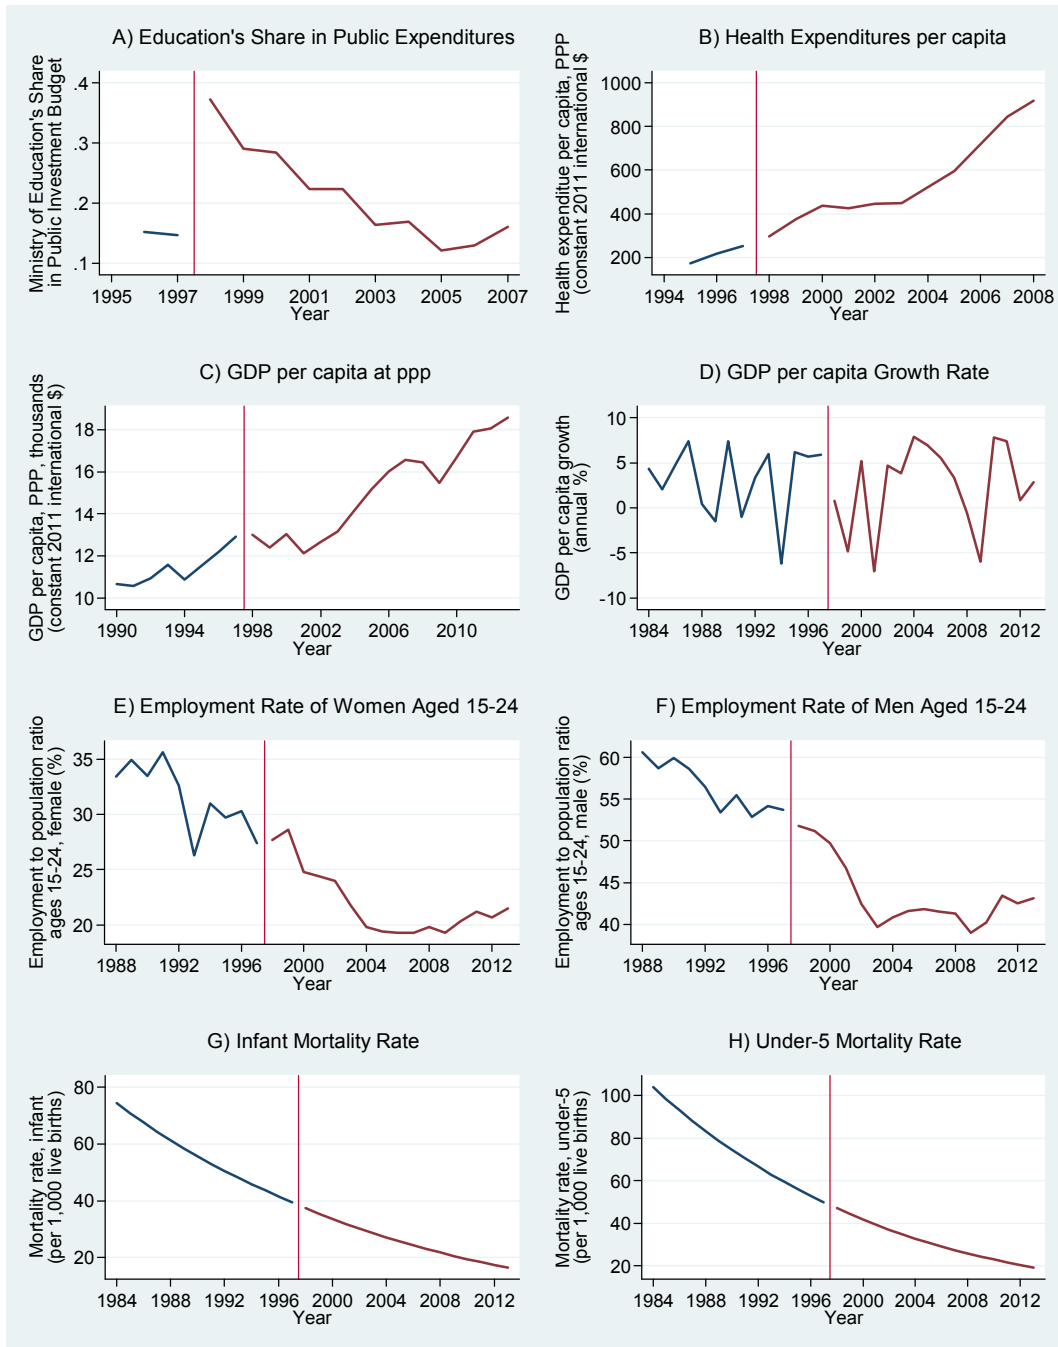 A) Education's Share in Public Expenditures
Ministry of Education's Share
in Public Investment Budget
.4
.3
.2
.1
1995 1997 1999 2001 2003 2005 2007
Year
B) Health Expenditures per capita
Health expenditue per capita, PPP
(constant 2011 international $
1000
800
600
400
200
1994 1996 1998 2000 2002 2004 2006 2008
Year
C) GDP per capita at ppp
GDP per capita, PPP, thousands
(constant 2011 international $)
18
16
14
12
10
1990 1994 1998 2002 2006 2010
Year
D) GDP per capita Growth Rate
GDP per capita growth
(annual %)
10
5
0
-5
-10
1984 1988 1992 1996 2000 2004 2008 2012
Year
E) Employment Rate of Women Aged 15-24
Employment to population ratio
ages 15-24, female (%)
35
30
25
20
1988 1992 1996 2000 2004 2008 2012
Year
F) Employment Rate of Men Aged 15-24
Employment to population ratio
ages 15-24, male (%)
60
55
50
45
40
1988 1992 1996 2000 2004 2008 2012
Year
G) Infant Mortality Rate
Mortality rate, infant
(per 1,000 live births)
80
60
40
20
1984 1988 1992 1996 2000 2004 2008 2012
Year
H) Under-5 Mortality Rate
Mortality rate, under-5
(per 1,000 live births)
100
80
60
40
20
1984 1988 1992 1996 2000 2004 2008 2012
Year